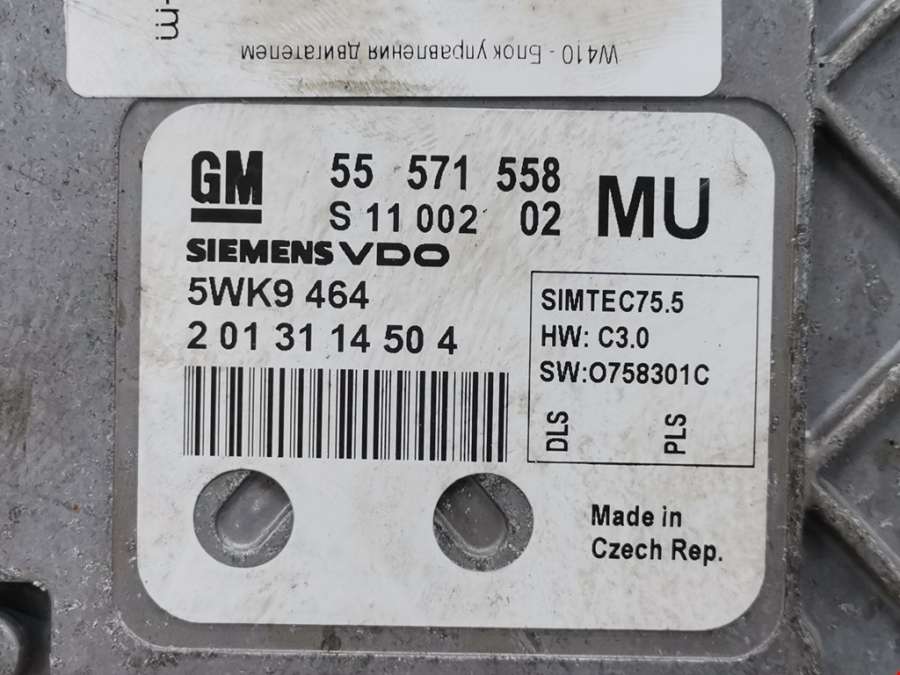 -m
W410 - Блок управления двигателем
GM 55 571 558 MU
S 11 002 02
SIEMENS VDO
5WK9 464
2 01 31 14 50 4
SIMTEC75.5
HW: C3.0
SW:O758301C
DLS PLS
Made in
Czech Rep.